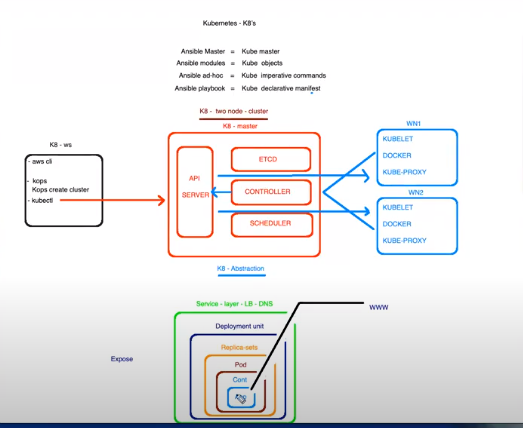 Kubernetes - K8's
Ansible Master = Kube master
Ansible modules = Kube objects
Ansible ad-hoc = Kube imperative commands
Ansible playbook = Kube declarative manifest
K8 - two node - cluster
K8 - master
K8 - ws
- aws cli
- kops
Kops create cluster
- kubectl
API
SERVER
ETCD
CONTROLLER
SCHEDULER
WN1
KUBELET
DOCKER
KUBE-PROXY
WN2
KUBELET
DOCKER
KUBE-PROXY
K8 - Abstraction
Service - layer - LB - DNS
Deployment unit
Replica-sets
Pod
Cont
WWW
Expose